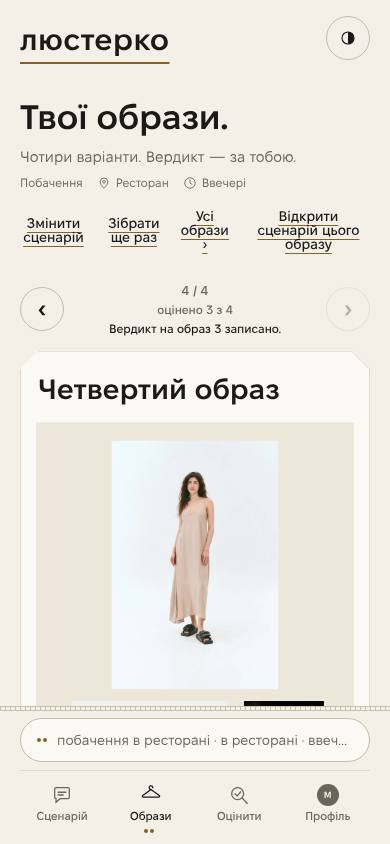 люстерко
Твої образи.
Чотири варіанти. Вердикт — за тобою.
Побачення Ресторан Ввечері
Змінити сценарій
Зібрати ще раз
Усі образи ›
Відкрити сценарій цього образу
‹
4 / 4
оцінено 3 з 4
Вердикт на образ 3 записано.
›
Четвертий образ
побачення в ресторані · в ресторані · ввеч...
Сценарій Образи Оцінити М Профіль